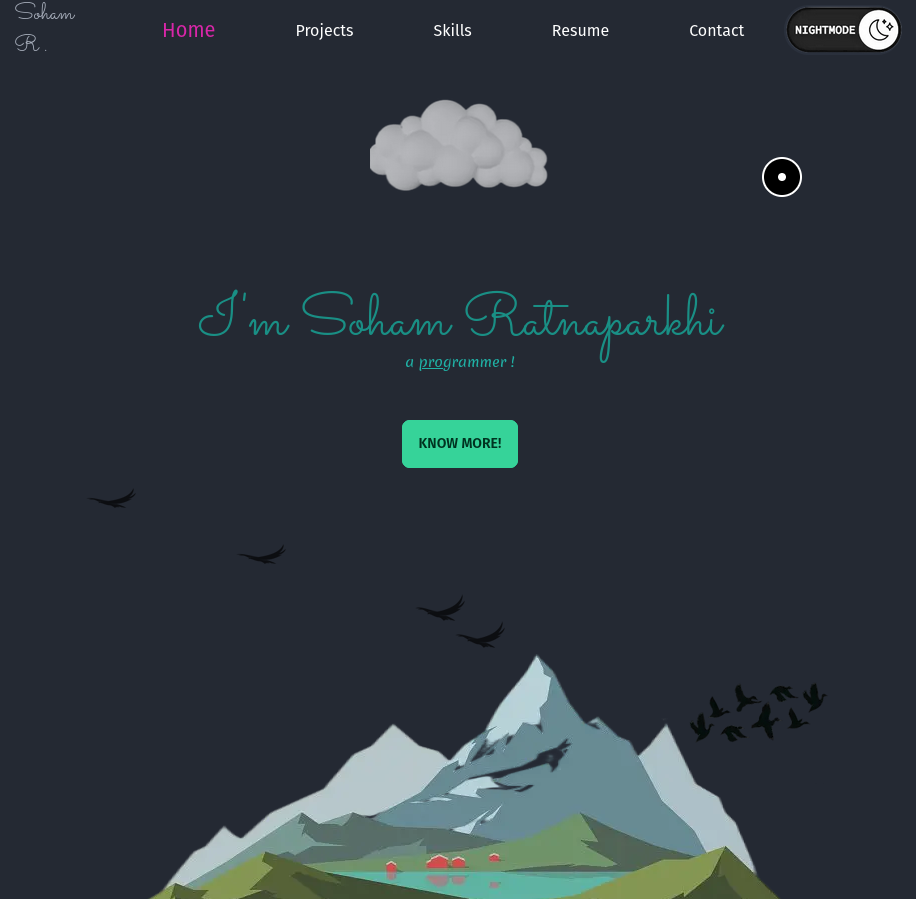 Soham
R .
Home
Projects
Skills
Resume
Contact
NIGHTMODE
I'm Soham Ratnaparkhi
a programmer !
KNOW MORE!